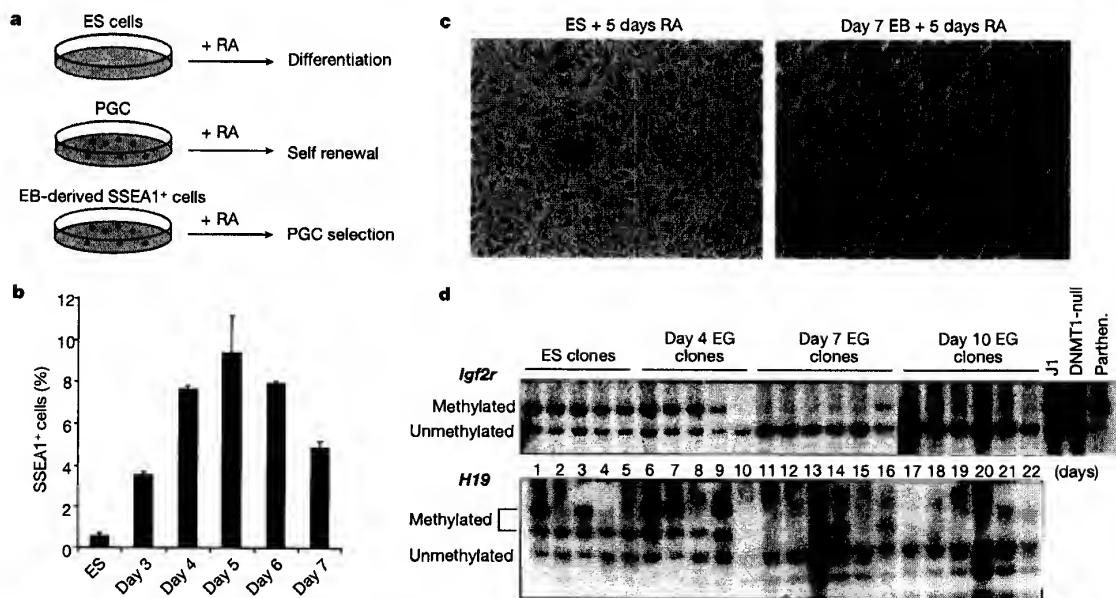 a
ES cells
+ RA
Differentiation
PGC
+ RA
Self renewal
EB-derived SSEA1+ cells
+ RA
PGC selection
b
SSEA1+ cells (%)
12
10
8
6
4
2
0
ES
Day 3
Day 4
Day 5
Day 6
Day 7
c
ES + 5 days RA
Day 7 EB + 5 days RA
d
ES clones
Day 4 EG
clones
Day 7 EG
clones
Day 10 EG
clones
J1
DNMT1-null
Parthen.
Igf2r
Methylated
Unmethylated
H19
1 2 3 4 5 6 7 8 9 10 11 12 13 14 15 16 17 18 19 20 21 22 (days)
Methylated
Unmethylated